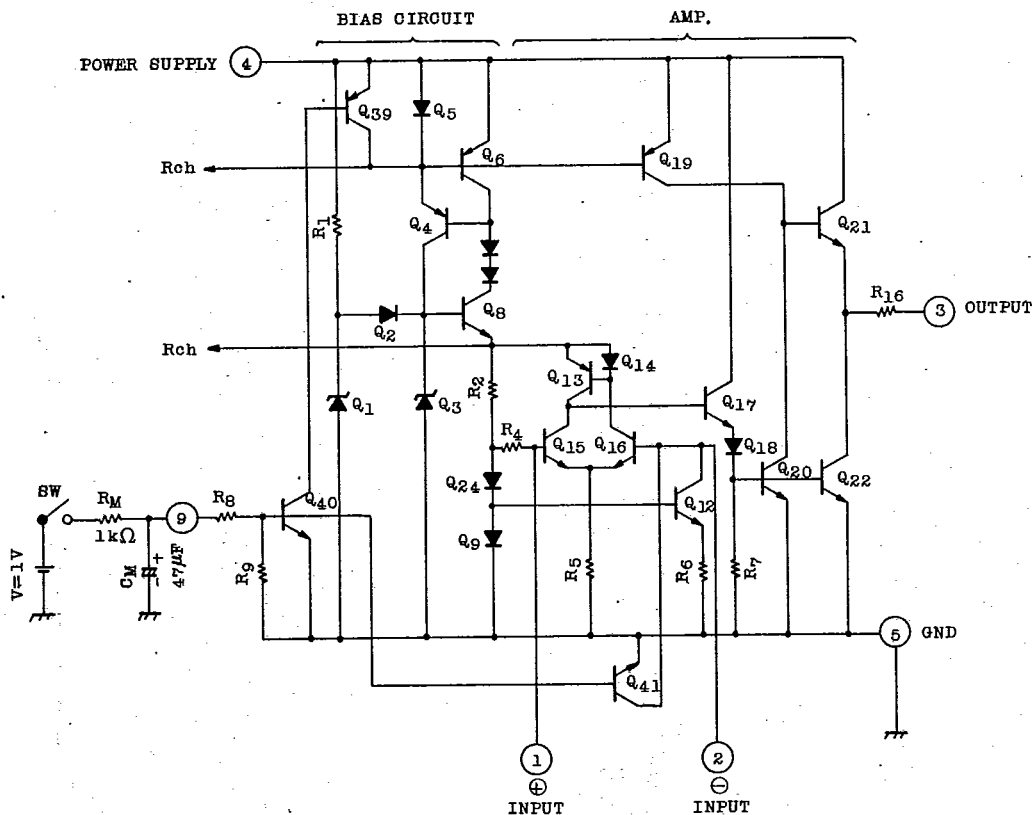 BIAS CIRCUIT
AMP.
POWER SUPPLY 4
Q39
Q5
Q6
Q19
Rch
R1
Q4
Q21
Q8
R16
3 OUTPUT
Q2
Rch
Q14
Q13
R2
Q1
Q3
Q17
R4
Q15
Q16
Q18
Q24
Q20
Q22
Q12
SW
RM
1kΩ
9
R8
Q40
Q9
V=1V
CM
- +
47μF
R9
R5
R6
R7
5 GND
Q41
1
⊕
INPUT
2
⊖
INPUT